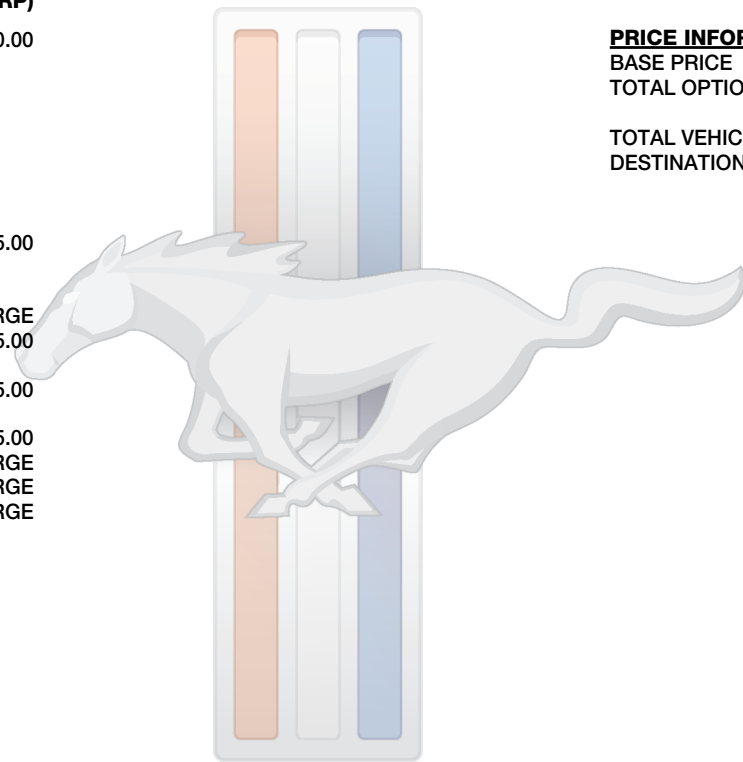 RP)
0.00
5.00
RGE
5.00
5.00
5.00
RGE
RGE
RGE
PRICE INFOR
BASE PRICE
TOTAL OPTIO
TOTAL VEHIC
DESTINATION